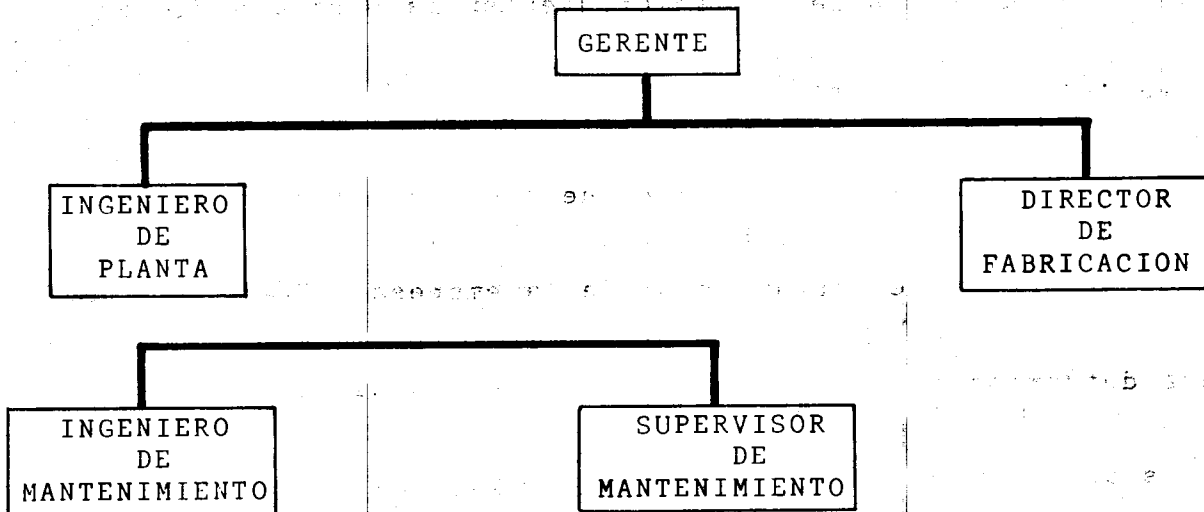 GERENTE
INGENIERO
DE
PLANTA
DIRECTOR
DE
FABRICACION
INGENIERO
DE
MANTENIMIENTO
SUPERVISOR
DE
MANTENIMIENTO